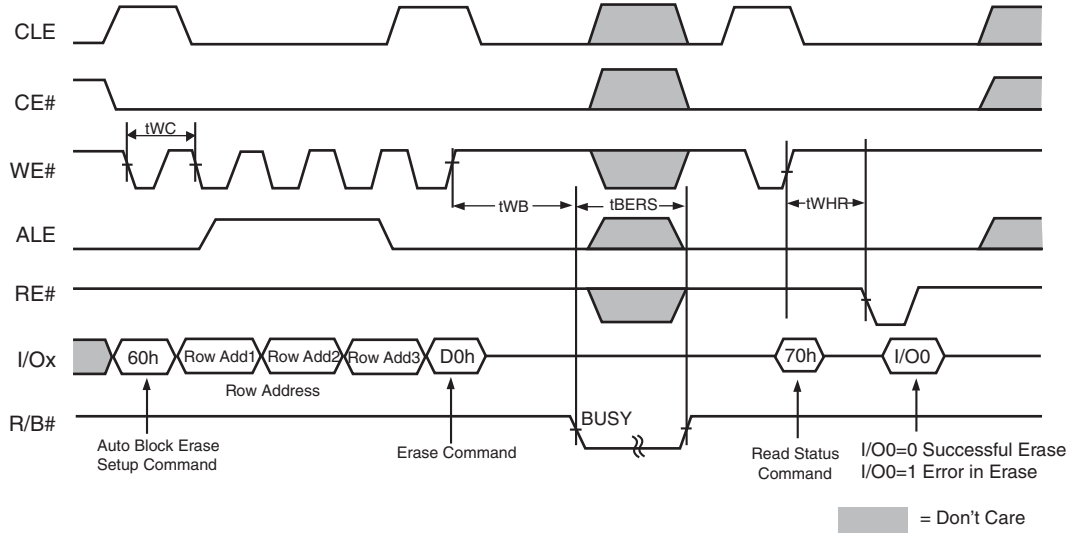 CLE
CE#
tWC
WE#
tWB
tBERS
tWHR
ALE
RE#
I/Ox
60h
Row Add1
Row Add2
Row Add3
D0h
70h
I/O0
Row Address
R/B#
BUSY
Auto Block Erase
Setup Command
Erase Command
Read Status
Command
I/O0=0 Successful Erase
I/O0=1 Error in Erase
= Don't Care